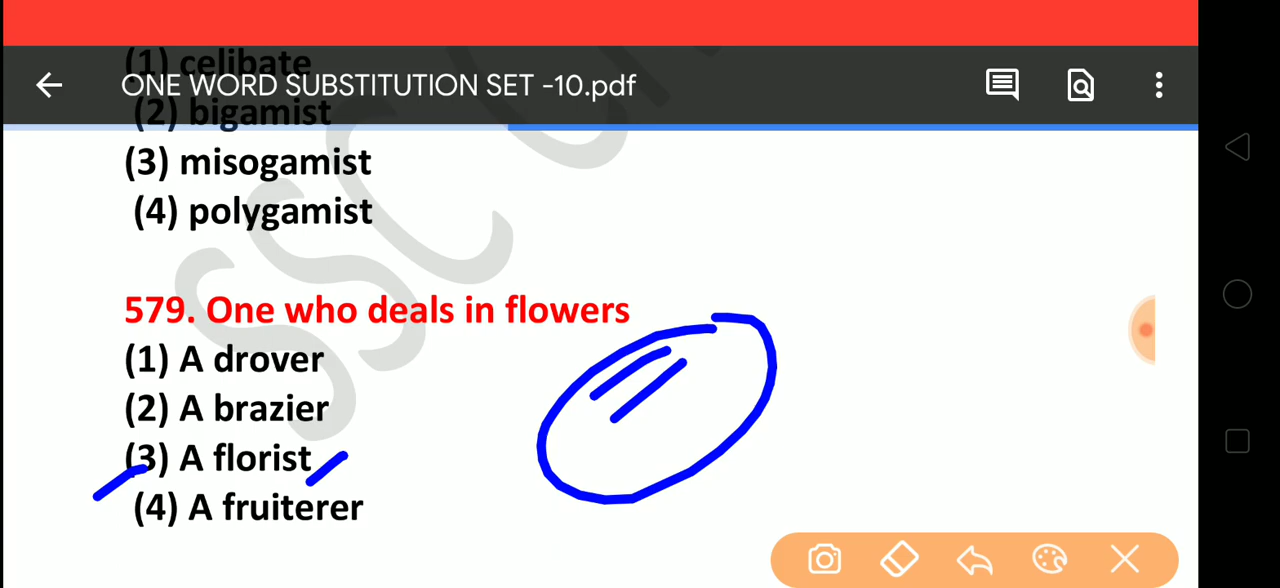 (1) celibate
ONE WORD SUBSTITUTION SET -10.pdf
(2) bigamist
(3) misogamist
(4) polygamist
579. One who deals in flowers
(1) A drover
(2) A brazier
(3) A florist
(4) A fruiterer